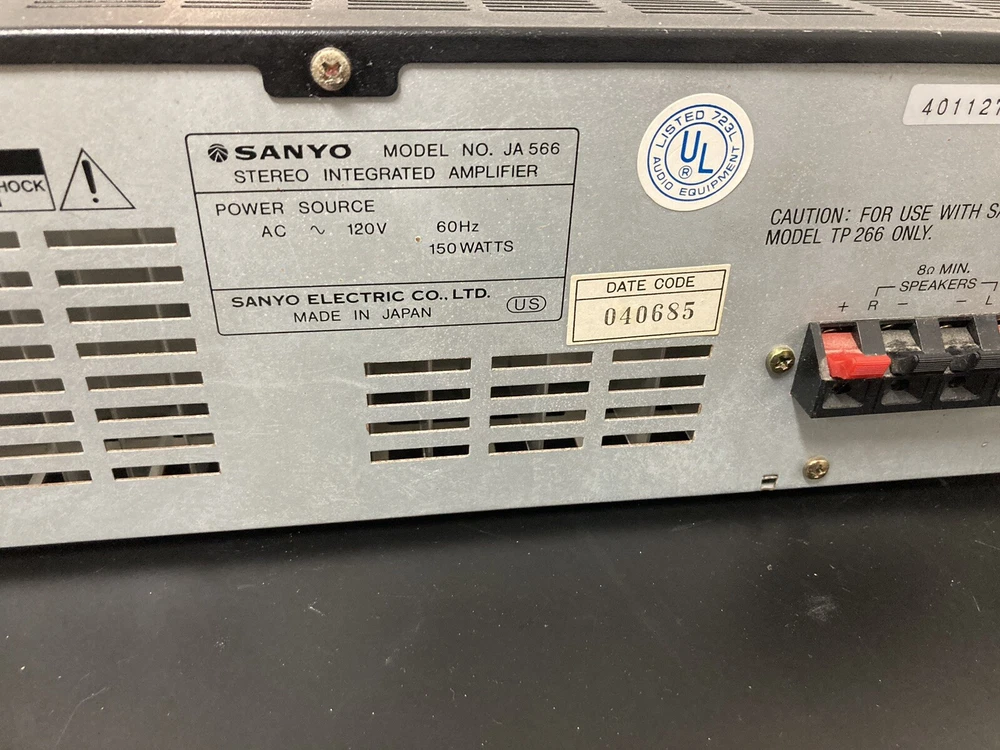 SANYO MODEL NO. JA 566
STEREO INTEGRATED AMPLIFIER
POWER SOURCE
AC ~ 120V 60Hz
150 WATTS
SANYO ELECTRIC CO., LTD.
MADE IN JAPAN
US
LISTED 723L
UL
®
AUDIO EQUIPMENT
DATE CODE
040685
401127
CAUTION: FOR USE WITH
MODEL TP 266 ONLY.
8Ω MIN.
SPEAKERS
+ R - - L
!